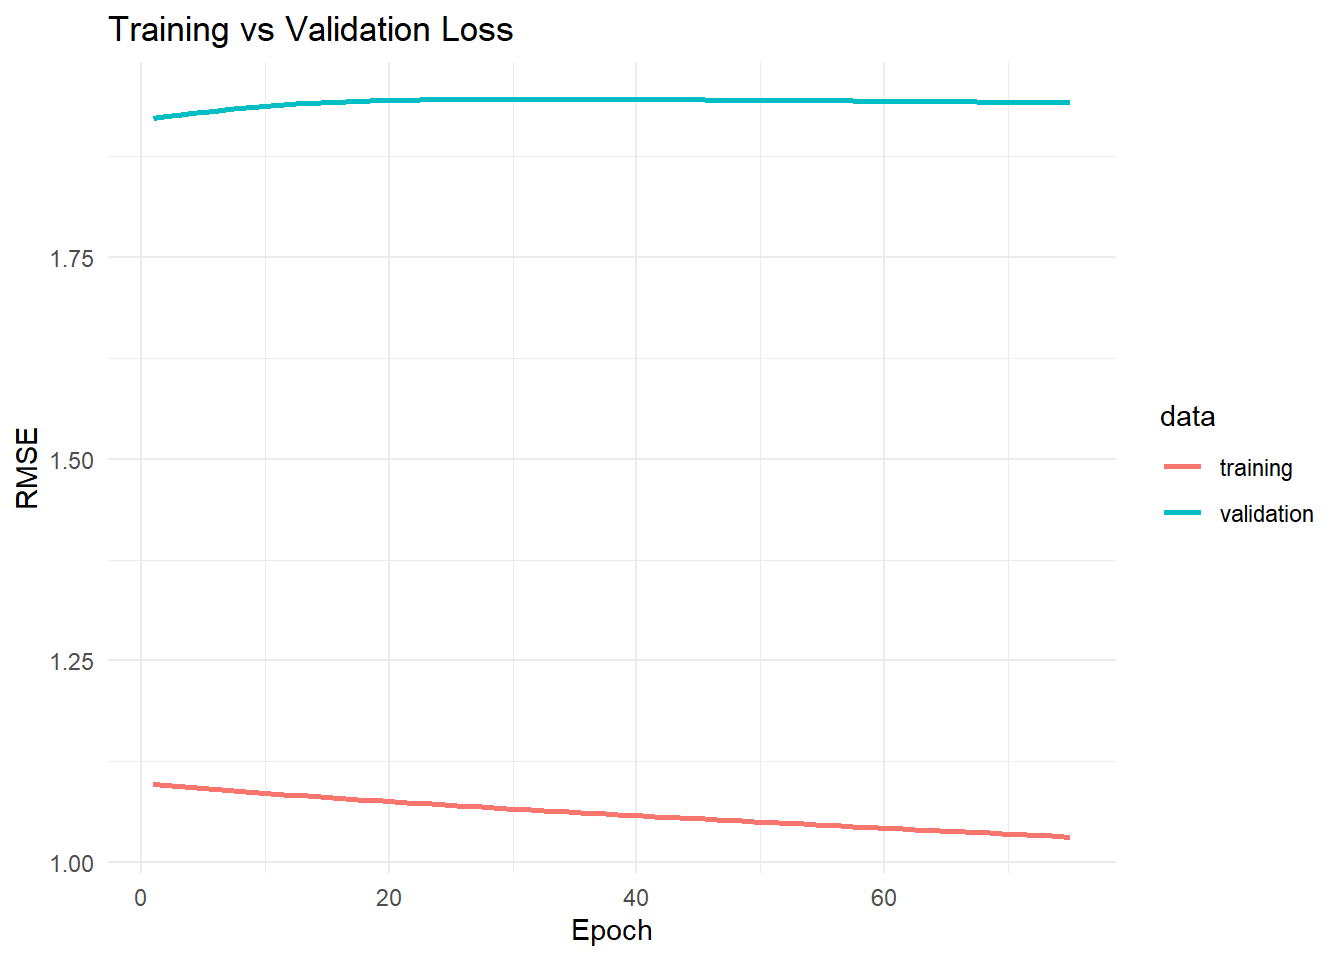 Training vs Validation Loss
1.75
1.50
1.25
1.00
RMSE
0 20 40 60
Epoch
data
training
validation